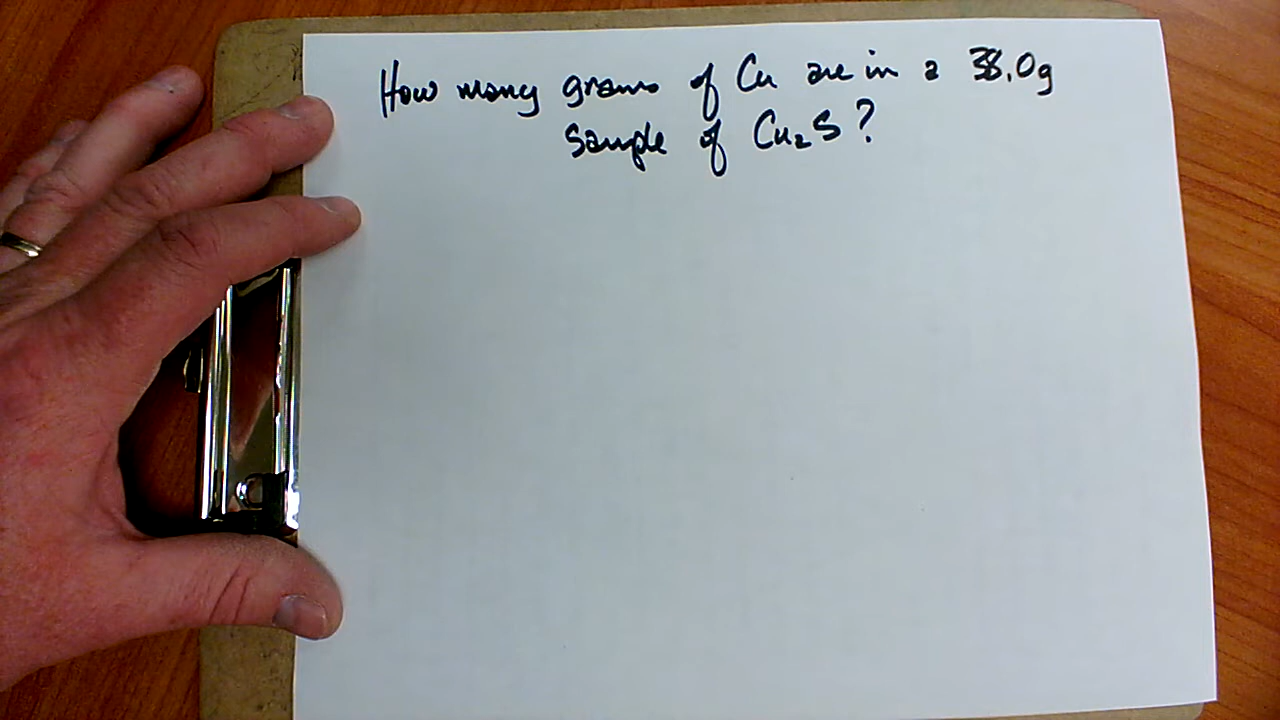 How many grams of Cu are in a 38.0g
sample of Cu₂S?